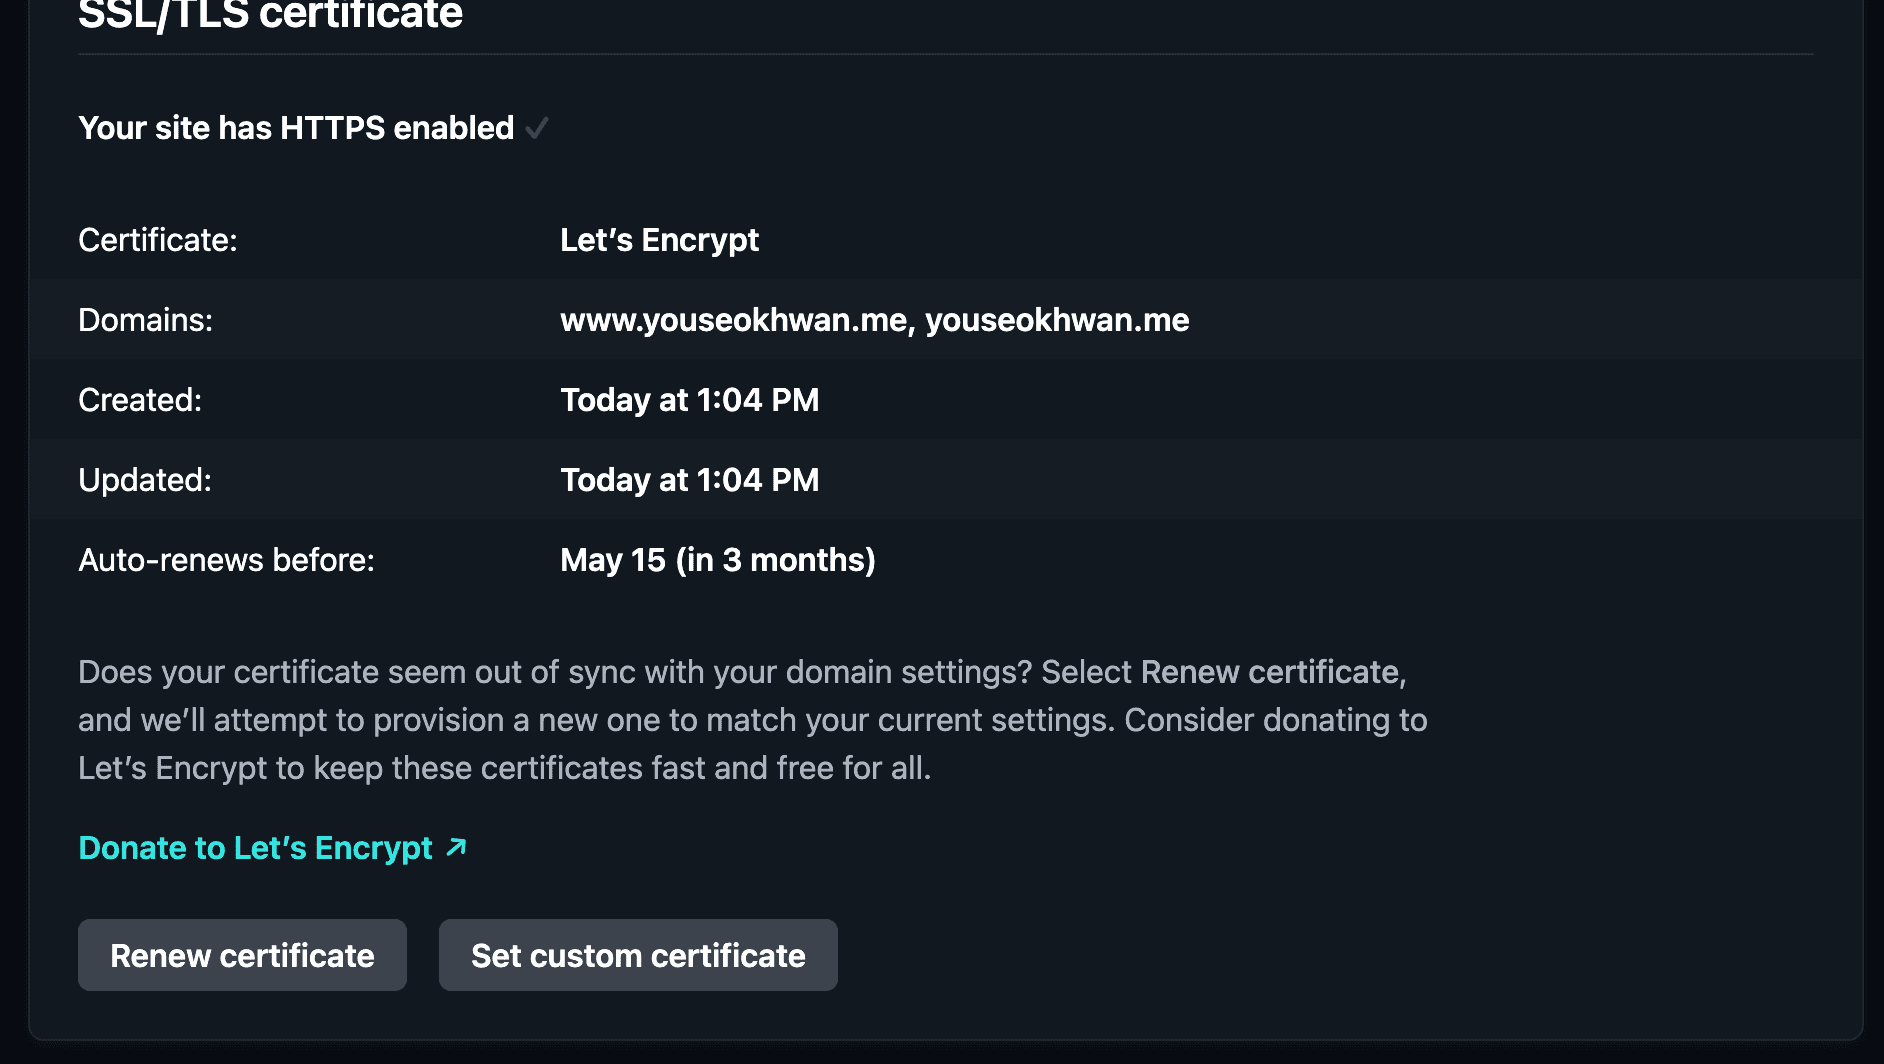 SSL/TLS certificate
Your site has HTTPS enabled
Certificate: Let’s Encrypt
Domains: www.youseokhwan.me, youseokhwan.me
Created: Today at 1:04 PM
Updated: Today at 1:04 PM
Auto-renews before: May 15 (in 3 months)
Does your certificate seem out of sync with your domain settings? Select Renew certificate,
and we’ll attempt to provision a new one to match your current settings. Consider donating to
Let’s Encrypt to keep these certificates fast and free for all.
Donate to Let’s Encrypt ↗
Renew certificate Set custom certificate